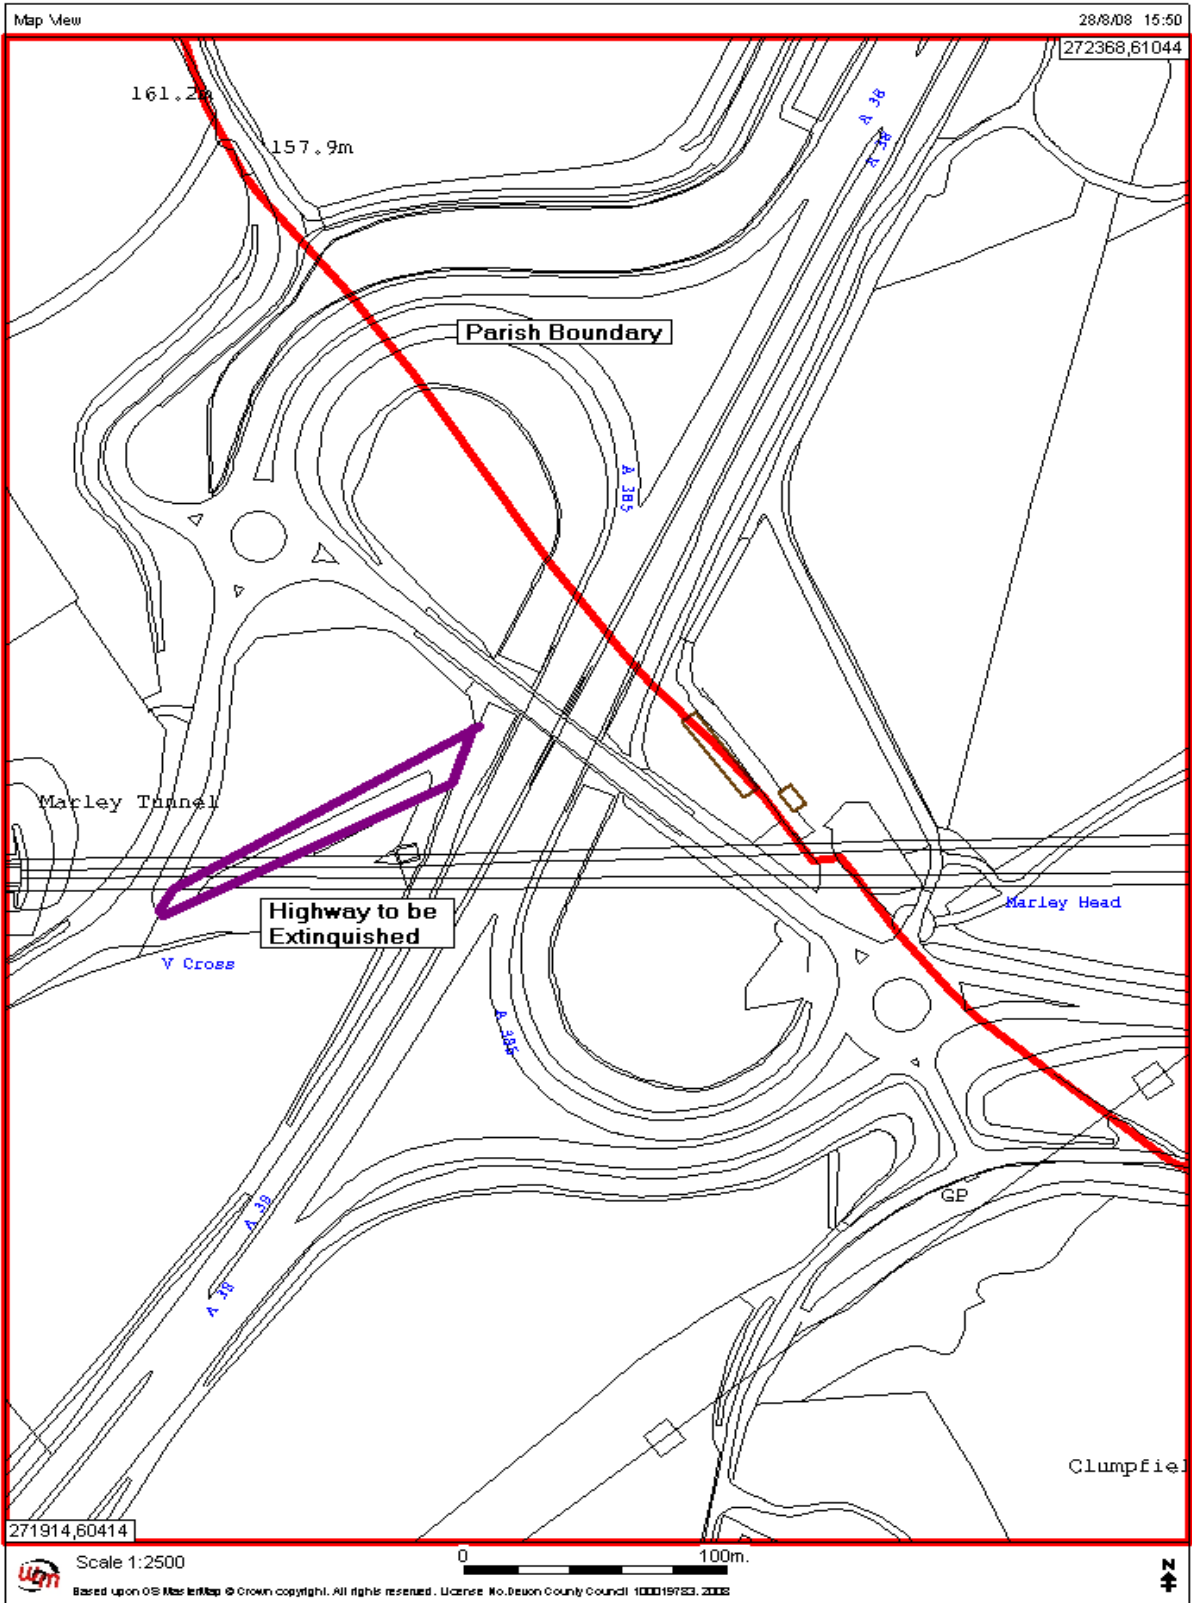 Map View
28/8/08 15:50
272368,61044
161.2m
157.9m
A 38
A 38
Parish Boundary
A 385
Marley Tunnel
Highway to be
Extinguished
V Cross
Marley Head
A 385
GP
A 38
A 38
Clumpfiel
271914,60414
Scale 1:2500
0
100m.
N
upm
Based upon OS MasterMap © Crown copyright. All rights reserved. License No.Devon County Council 100019783. 2008